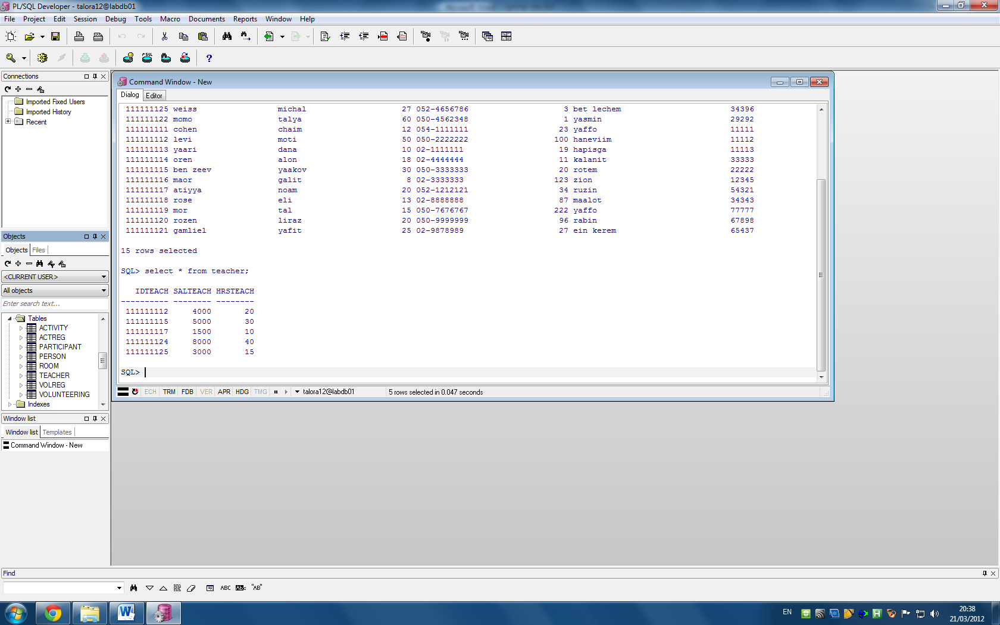 PL/SQL Developer - talora12@labdb01
File Project Edit Session Debug Tools Macro Documents Reports Window Help
Connections
Imported Fixed Users
Imported History
Recent
Objects
Objects Files
<CURRENT USER>
All objects
Enter search text...
Tables
ACTIVITY
ACTREG
PARTICIPANT
PERSON
ROOM
TEACHER
VOLREG
VOLUNTEERING
Indexes
Window list
Window list Templates
Command Window - New
Command Window - New
Dialog Editor
111111125 weiss michal 27 052-4656786 3 bet lechem 34396
111111122 momo talya 60 050-4562348 1 yasmin 29292
111111111 cohen chaim 12 054-1111111 23 yaffo 11111
111111112 levi moti 50 050-2222222 100 haneviim 11112
111111113 yaari dana 10 02-1111111 19 hapisga 11113
111111114 oren alon 18 02-4444444 11 kalanit 33333
111111115 ben zeev yaakov 30 050-3333333 20 rotem 22222
111111116 maor galit 8 02-3333333 123 zion 12345
111111117 atiyya noam 20 052-1212121 34 ruzin 54321
111111118 rose eli 13 02-8888888 87 maalot 34343
111111119 mor tal 15 050-7676767 222 yaffo 77777
111111120 rozen liraz 20 050-9999999 96 rabin 67898
111111121 gamliel yafit 25 02-9878989 27 ein kerem 65437
15 rows selected
SQL> select * from teacher;
IDTEACH SALTEACH HRSTEACH
---------- -------- --------
111111112 4000 20
111111115 5000 30
111111117 1500 10
111111124 8000 40
111111125 3000 15
SQL>
ECH TRM FDB VER APR HDG TMG talora12@labdb01 5 rows selected in 0.047 seconds
Find
ABC "AB"
EN
20:38
21/03/2012